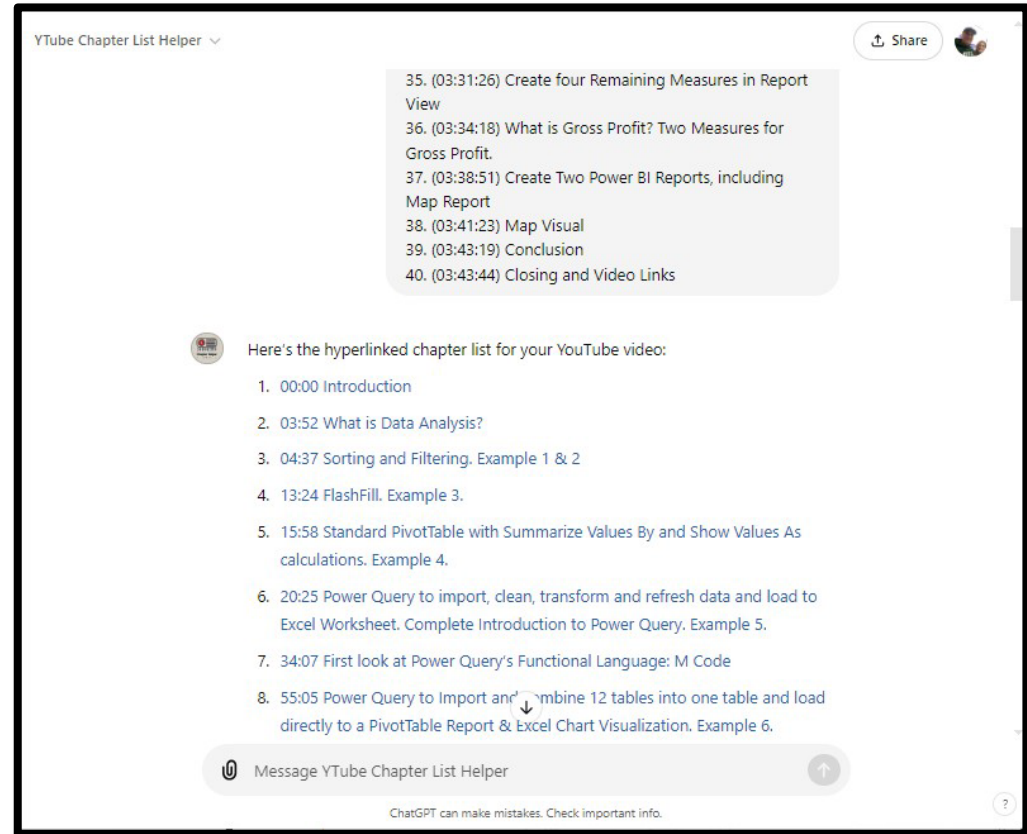 YTube Chapter List Helper
Share
35. (03:31:26) Create four Remaining Measures in Report
View
36. (03:34:18) What is Gross Profit? Two Measures for
Gross Profit.
37. (03:38:51) Create Two Power BI Reports, including
Map Report
38. (03:41:23) Map Visual
39. (03:43:19) Conclusion
40. (03:43:44) Closing and Video Links
Here's the hyperlinked chapter list for your YouTube video:
1. 00:00 Introduction
2. 03:52 What is Data Analysis?
3. 04:37 Sorting and Filtering. Example 1 & 2
4. 13:24 FlashFill. Example 3.
5. 15:58 Standard PivotTable with Summarize Values By and Show Values As
calculations. Example 4.
6. 20:25 Power Query to import, clean, transform and refresh data and load to
Excel Worksheet. Complete Introduction to Power Query. Example 5.
7. 34:07 First look at Power Query's Functional Language: M Code
8. 55:05 Power Query to Import and combine 12 tables into one table and load
directly to a PivotTable Report & Excel Chart Visualization. Example 6.
Message YTube Chapter List Helper
ChatGPT can make mistakes. Check important info.
?